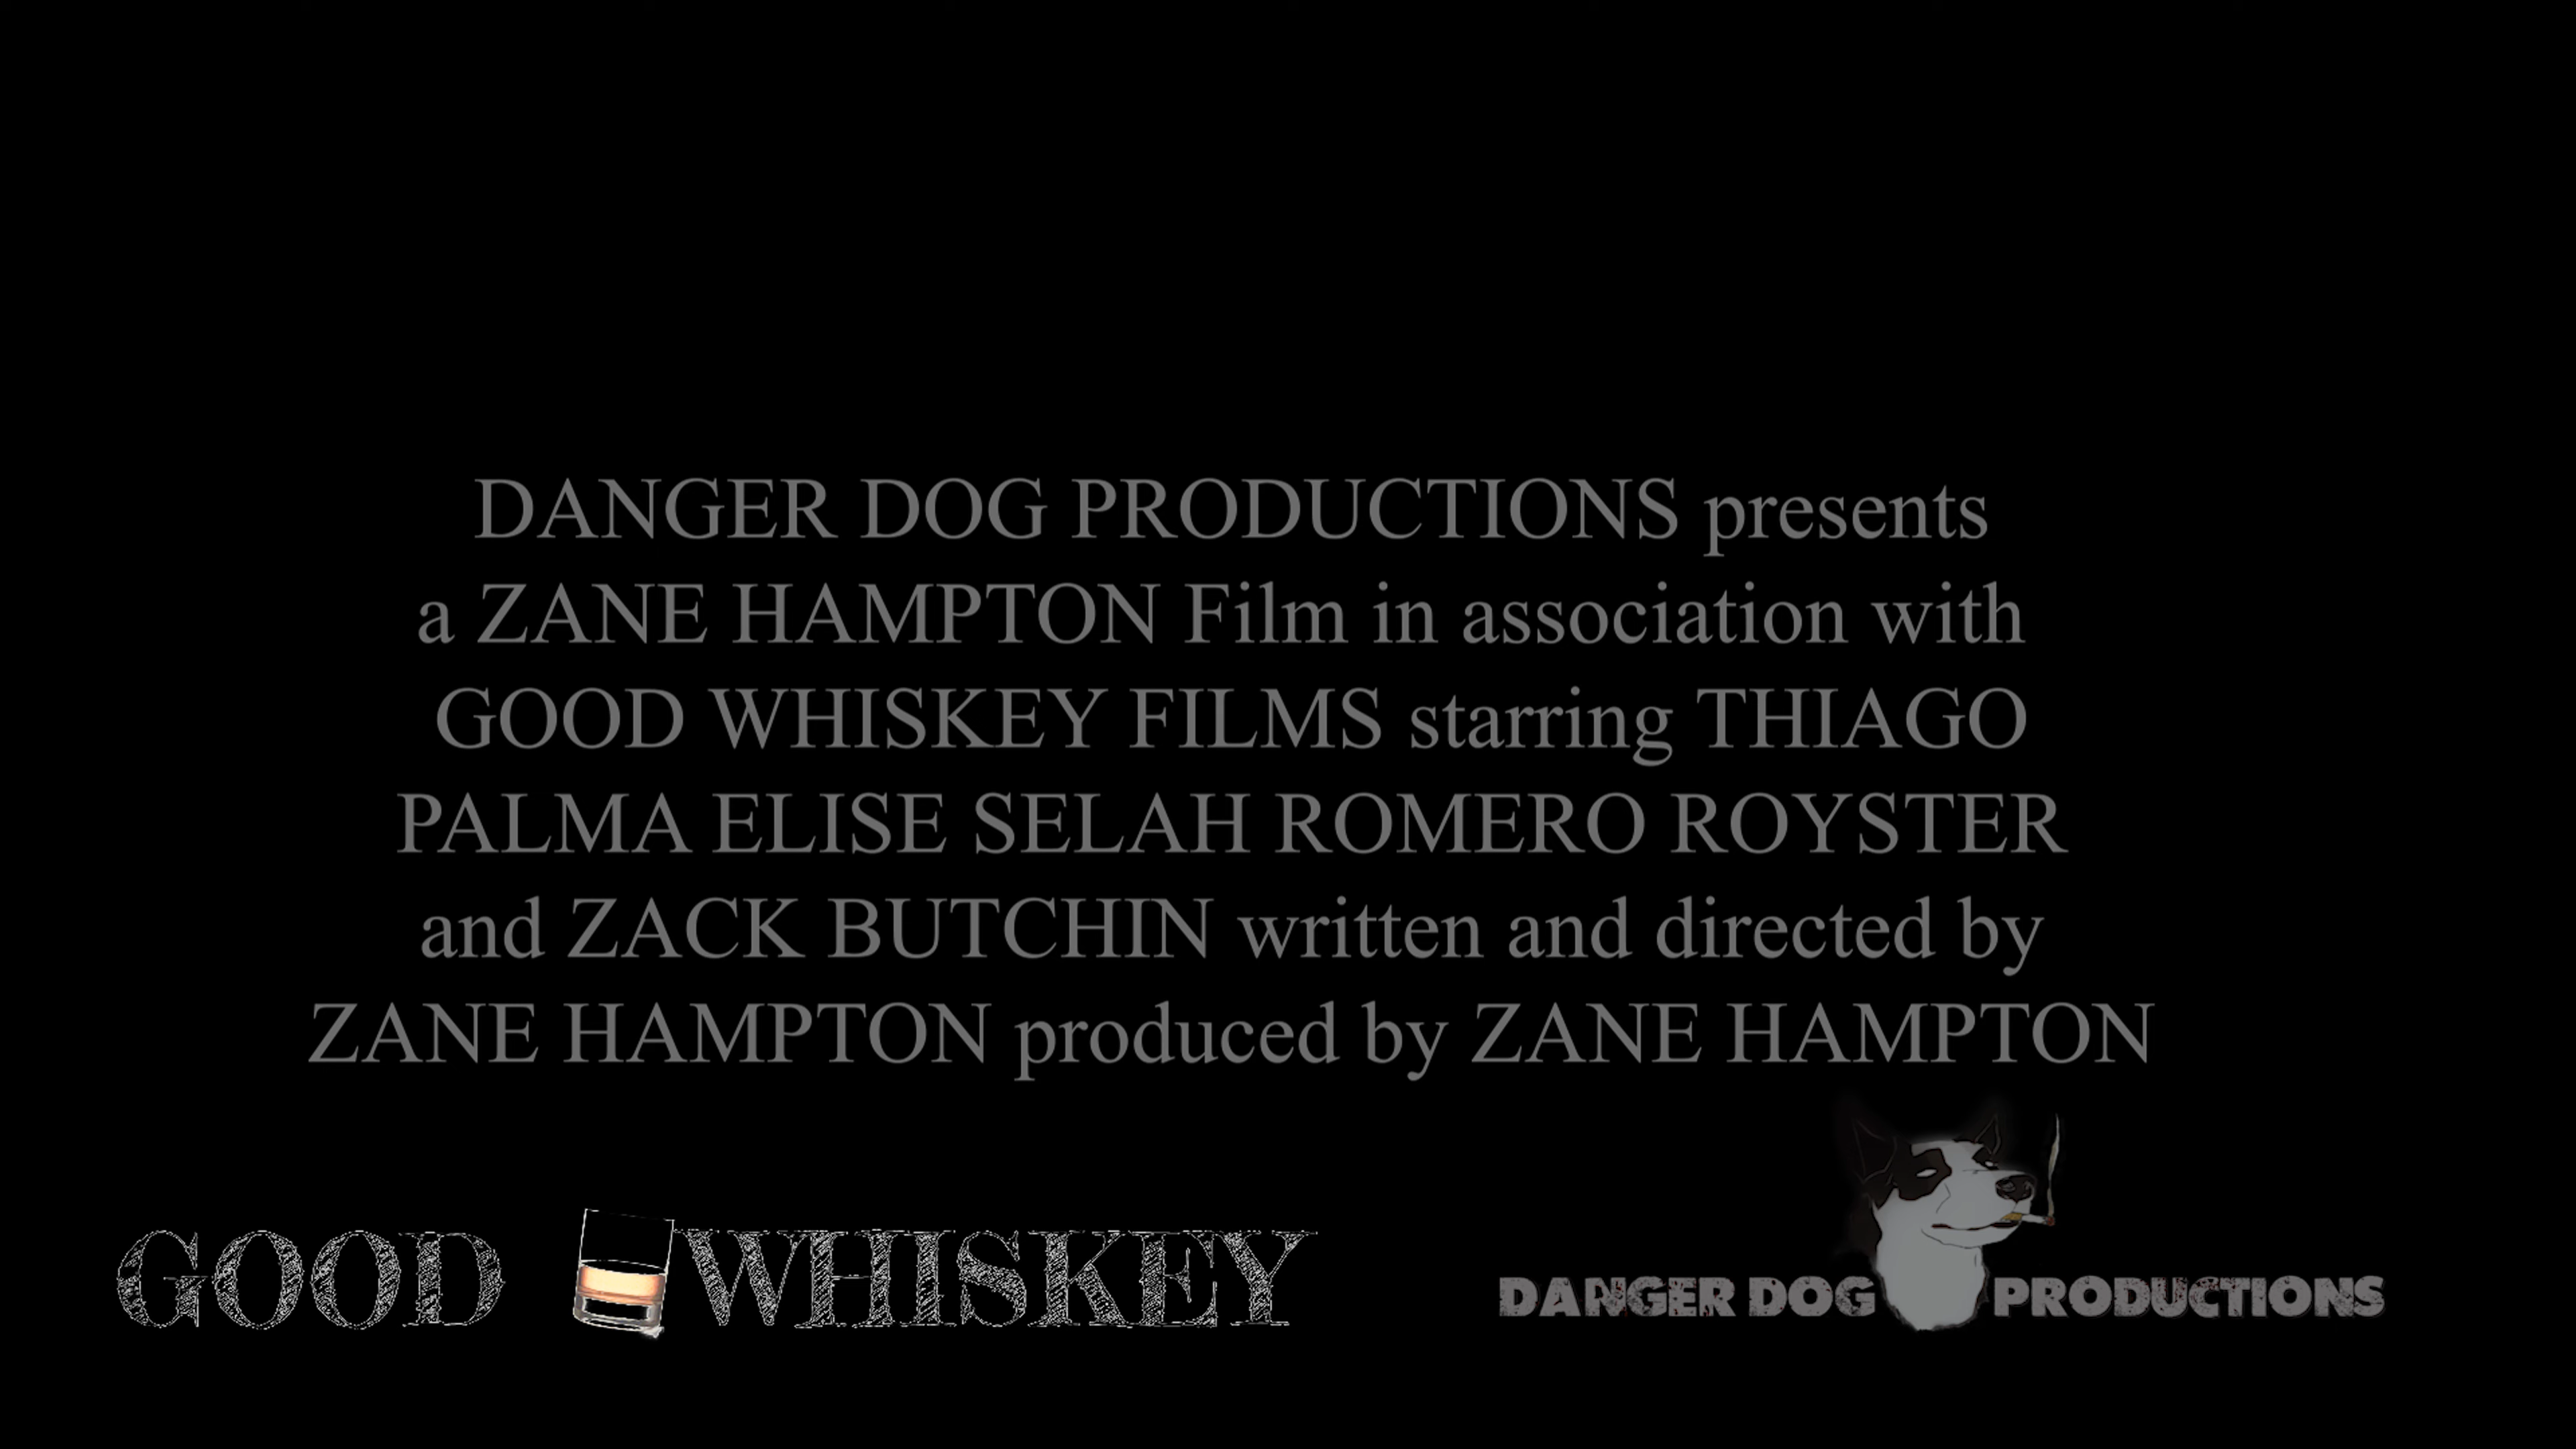 DANGER DOG PRODUCTIONS presents
a ZANE HAMPTON Film in association with
GOOD WHISKEY FILMS starring THIAGO
PALMA ELISE SELAH ROMERO ROYSTER
and ZACK BUTCHIN written and directed by
ZANE HAMPTON produced by ZANE HAMPTON
GOOD WHISKEY
DANGER DOG PRODUCTIONS